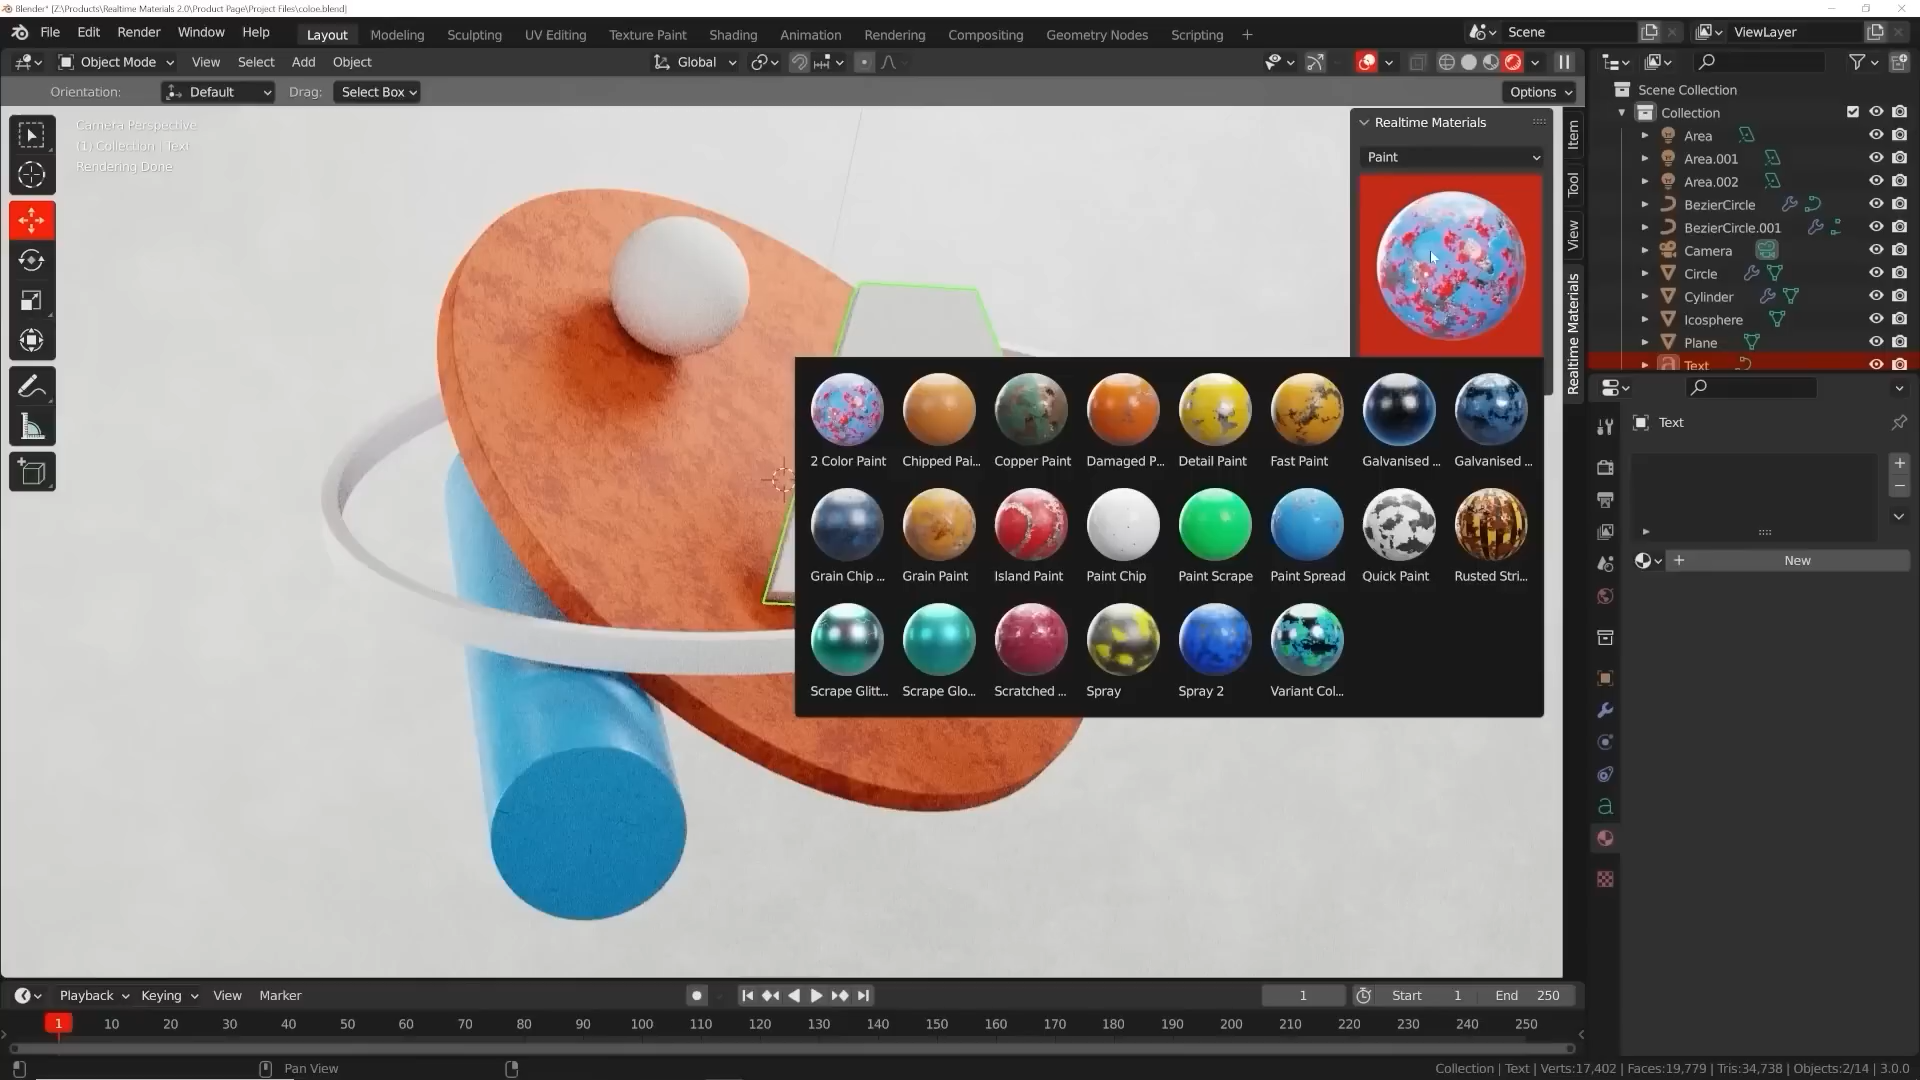 Blender* [Z:\Products\Realtime Materials 2.0\Product Page\Project Files\coloe.blend]
File Edit Render Window Help Layout Modeling Sculpting UV Editing Texture Paint Shading Animation Rendering Compositing Geometry Nodes Scripting + Scene ViewLayer
Object Mode View Select Add Object Global
Orientation: Default Drag: Select Box Options
Camera Perspective
(1) Collection | Text
Rendering Done
Realtime Materials
Paint
Item
Tool
View
Realtime Materials
2 Color Paint Chipped Pai... Copper Paint Damaged P... Detail Paint Fast Paint Galvanised ... Galvanised ...
Grain Chip ... Grain Paint Island Paint Paint Chip Paint Scrape Paint Spread Quick Paint Rusted Stri...
Scrape Glitt... Scrape Glo... Scratched ... Spray Spray 2 Variant Col...
Scene Collection
Collection
Area
Area.001
Area.002
BezierCircle
BezierCircle.001
Camera
Circle
Cylinder
Icosphere
Plane
Text
Text
+ New
Playback Keying View Marker 1 Start 1 End 250
1 10 20 30 40 50 60 70 80 90 100 110 120 130 140 150 160 170 180 190 200 210 220 230 240 250
Pan View
Collection | Text | Verts:17,402 | Faces:19,779 | Tris:34,738 | Objects:2/14 | 3.0.0